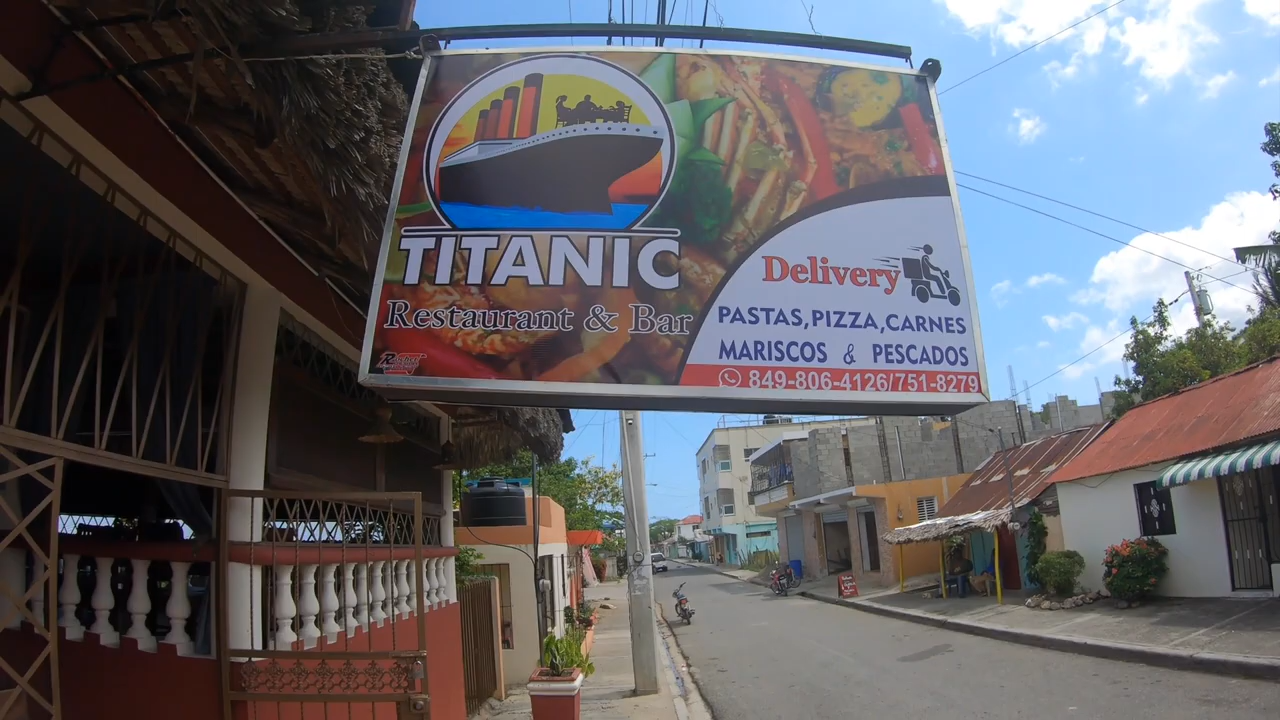 TITANIC
Restaurant & Bar
Delivery
PASTAS,PIZZA,CARNES
MARISCOS & PESCADOS
849-806-4126/751-8279